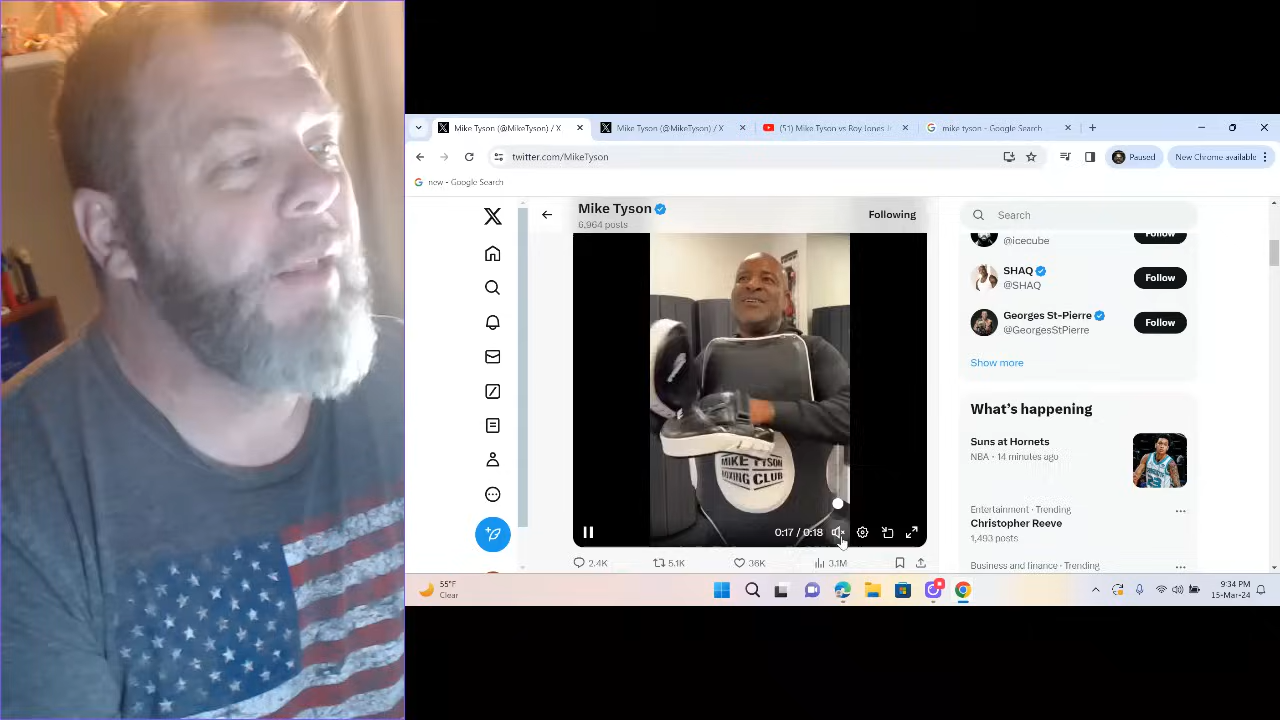 Mike Tyson (@MikeTyson) / X
Mike Tyson (@MikeTyson) / X
(51) Mike Tyson vs Roy Jones J
mike tyson - Google Search
twitter.com/MikeTyson
Paused
New Chrome available
new - Google Search
Mike Tyson
6,964 posts
Following
Search
@icecube
Follow
SHAQ
@SHAQ
Follow
Georges St-Pierre
@GeorgesStPierre
Follow
Show more
What's happening
Suns at Hornets
NBA · 14 minutes ago
Entertainment · Trending
Christopher Reeve
1,493 posts
Business and finance · Trending
MIKE TYSON
BOXING CLUB
0:17 / 0:18
2.4K
5.1K
36K
3.1M
55°F
Clear
9:34 PM
15-Mar-24